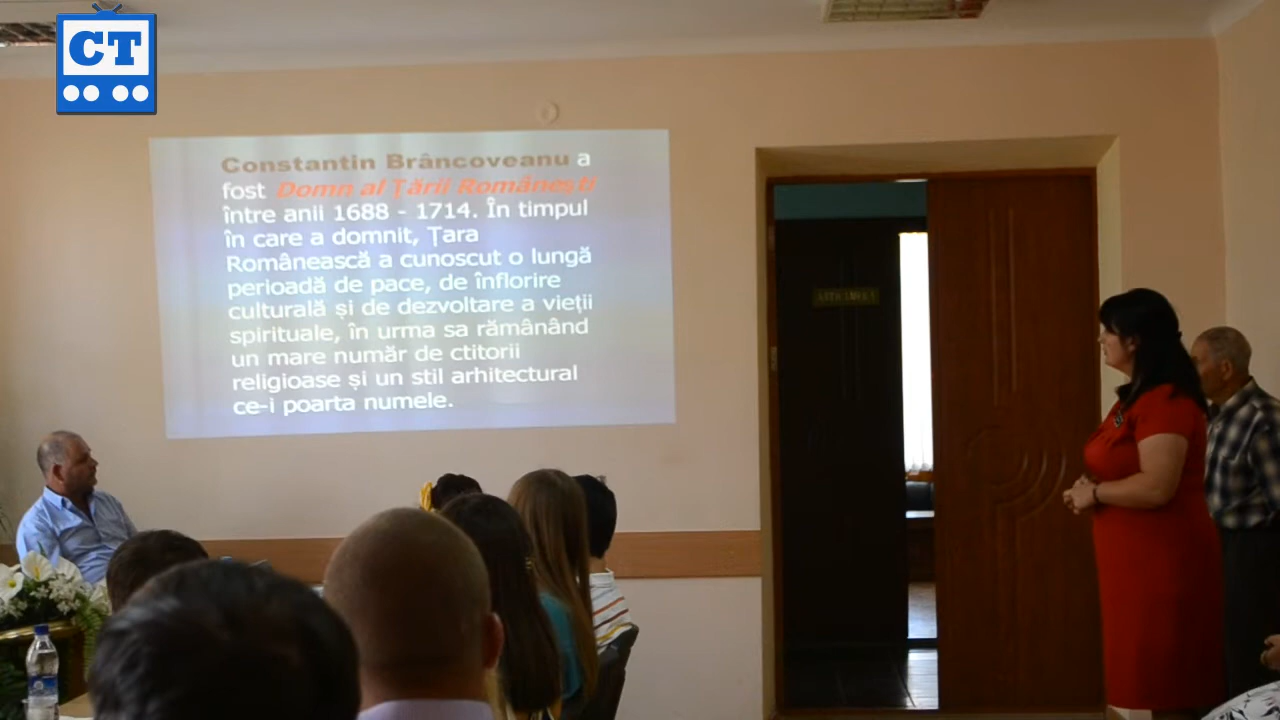 CT
Constantin Brâncoveanu a
fost Domn al Țării Românești
între anii 1688 - 1714. În timpul
în care a domnit, Țara
Românească a cunoscut o lungă
perioadă de pace, de înflorire
culturală și de dezvoltare a vieții
spirituale, în urma sa rămânând
un mare număr de ctitorii
religioase și un stil arhitectural
ce-i poarta numele.